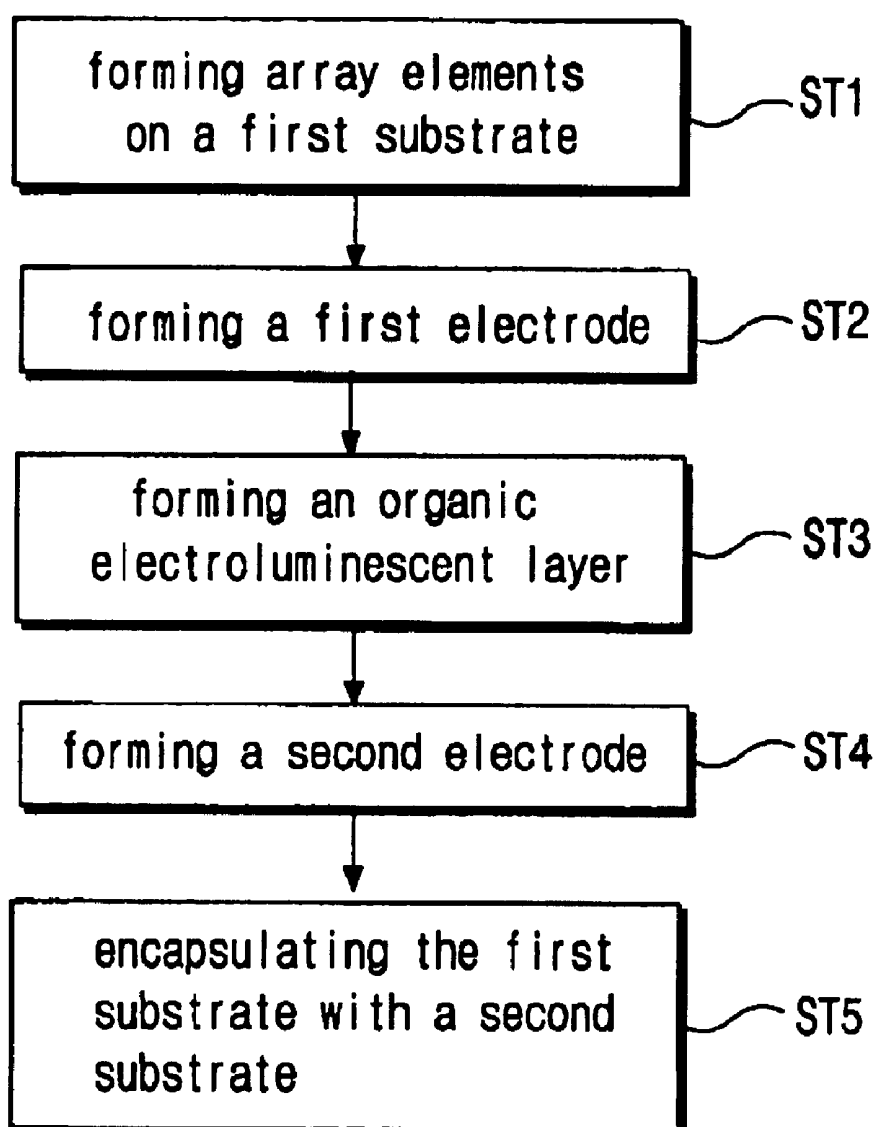 forming array elements
on a first substrate
ST1
forming a first electrode
ST2
forming an organic
electroluminescent layer
ST3
forming a second electrode
ST4
encapsulating the first
substrate with a second
substrate
ST5